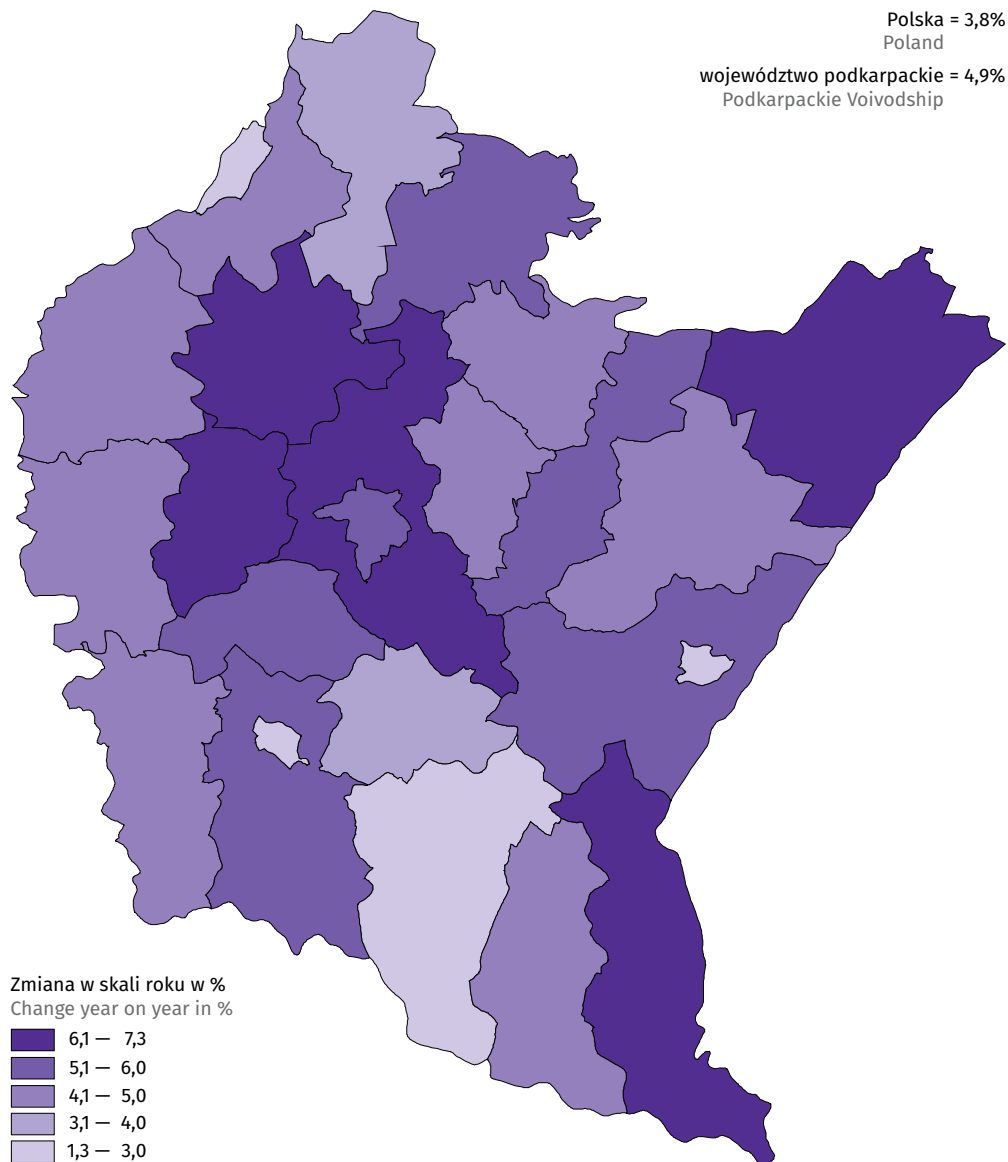 Polska = 3,8%
Poland
województwo podkarpackie = 4,9%
Podkarpackie Voivodship
Zmiana w skali roku w %
Change year on year in %
6,1 — 7,3
5,1 — 6,0
4,1 — 5,0
3,1 — 4,0
1,3 — 3,0